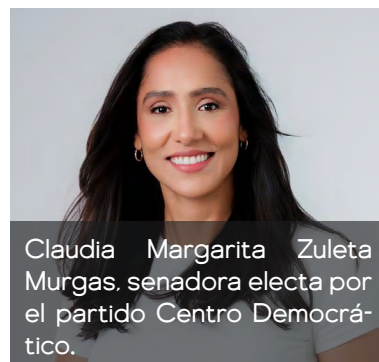 Claudia Margarita Zuleta
Murgas, senadora electa por
el partido Centro Democrá-
tico.